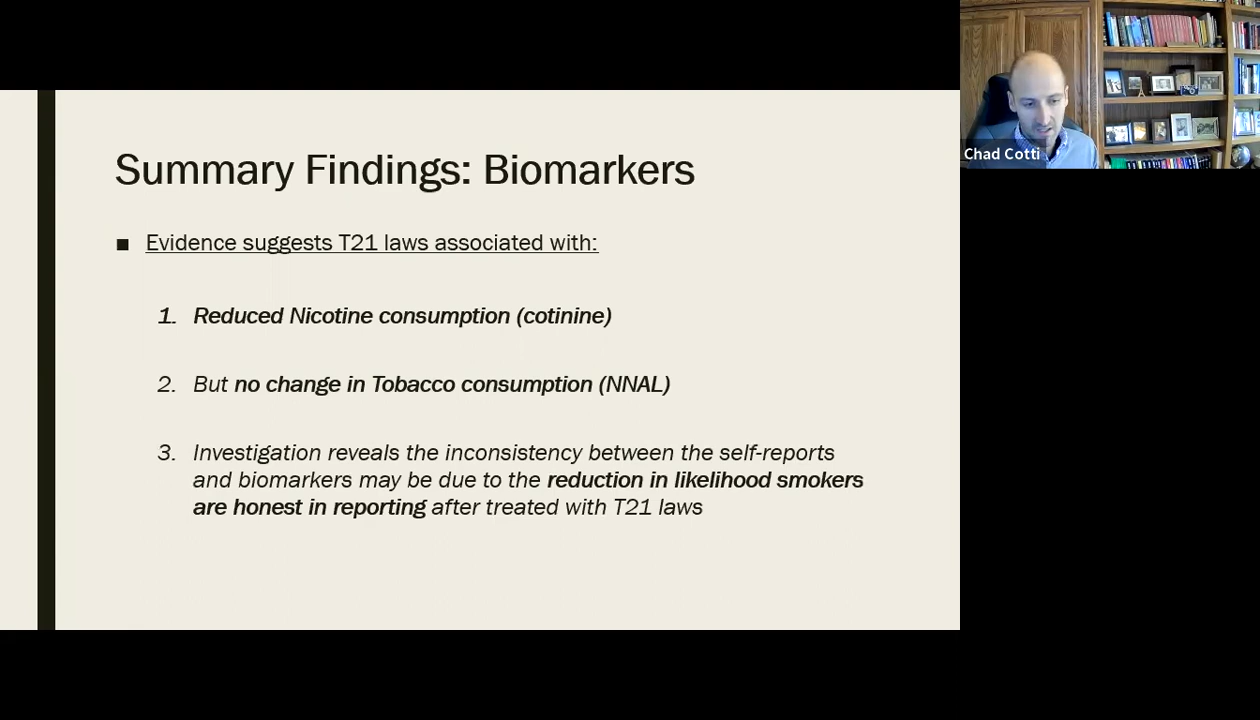 Summary Findings: Biomarkers
■ Evidence suggests T21 laws associated with:
1. Reduced Nicotine consumption (cotinine)
2. But no change in Tobacco consumption (NNAL)
3. Investigation reveals the inconsistency between the self-reports
and biomarkers may be due to the reduction in likelihood smokers
are honest in reporting after treated with T21 laws
Chad Cotti